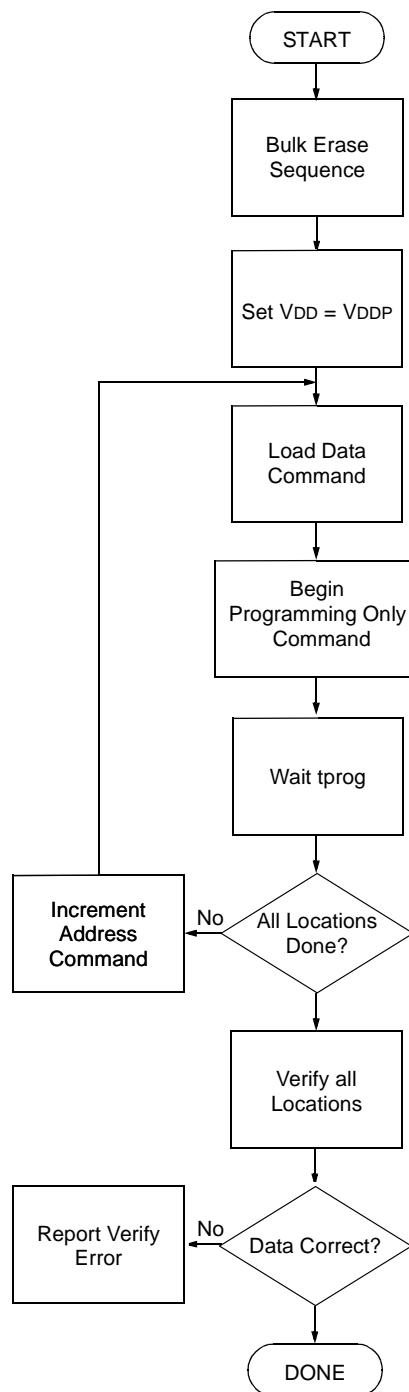 START
Bulk Erase
Sequence
Set VDD = VDDP
Load Data
Command
Begin
Programming Only
Command
Wait tprog
All Locations
Done?
No
Increment
Address
Command
Verify all
Locations
Data Correct?
No
Report Verify
Error
DONE